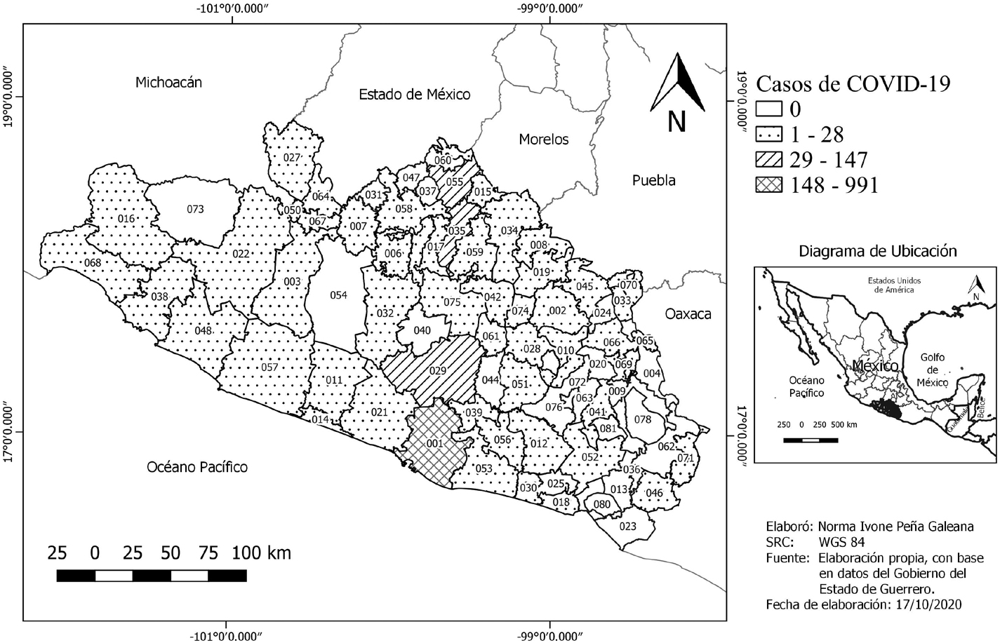 -101°0'0.000"
-99°0'0.000"
19°0'0.000"
19°0'0.000"
Michoacán
Estado de México
Morelos
Puebla
Oaxaca
Océano Pacífico
N
027
060
047
055
073
016
064
031
037
015
050
058
067
007
035
034
022
006
017
059
008
068
003
019
038
054
032
075
042
045
070
033
074
002
024
048
040
061
028
066
065
010
057
029
020
069
004
011
044
051
072
009
063
076
041
021
039
078
014
081
001
056
012
062
052
071
053
036
030
025
013
046
018
080
023
17°0'0.000"
17°0'0.000"
25 0 25 50 75 100 km
-101°0'0.000"
-99°0'0.000"
Casos de COVID-19
0
1 - 28
29 - 147
148 - 991
Diagrama de Ubicación
Estados Unidos
de América
N
México
Golfo
de
México
Océano
Pacífico
Belice
250 0 250 500 km
Elaboró: Norma Ivone Peña Galeana
SRC: WGS 84
Fuente: Elaboración propia, con base
en datos del Gobierno del
Estado de Guerrero.
Fecha de elaboración: 17/10/2020